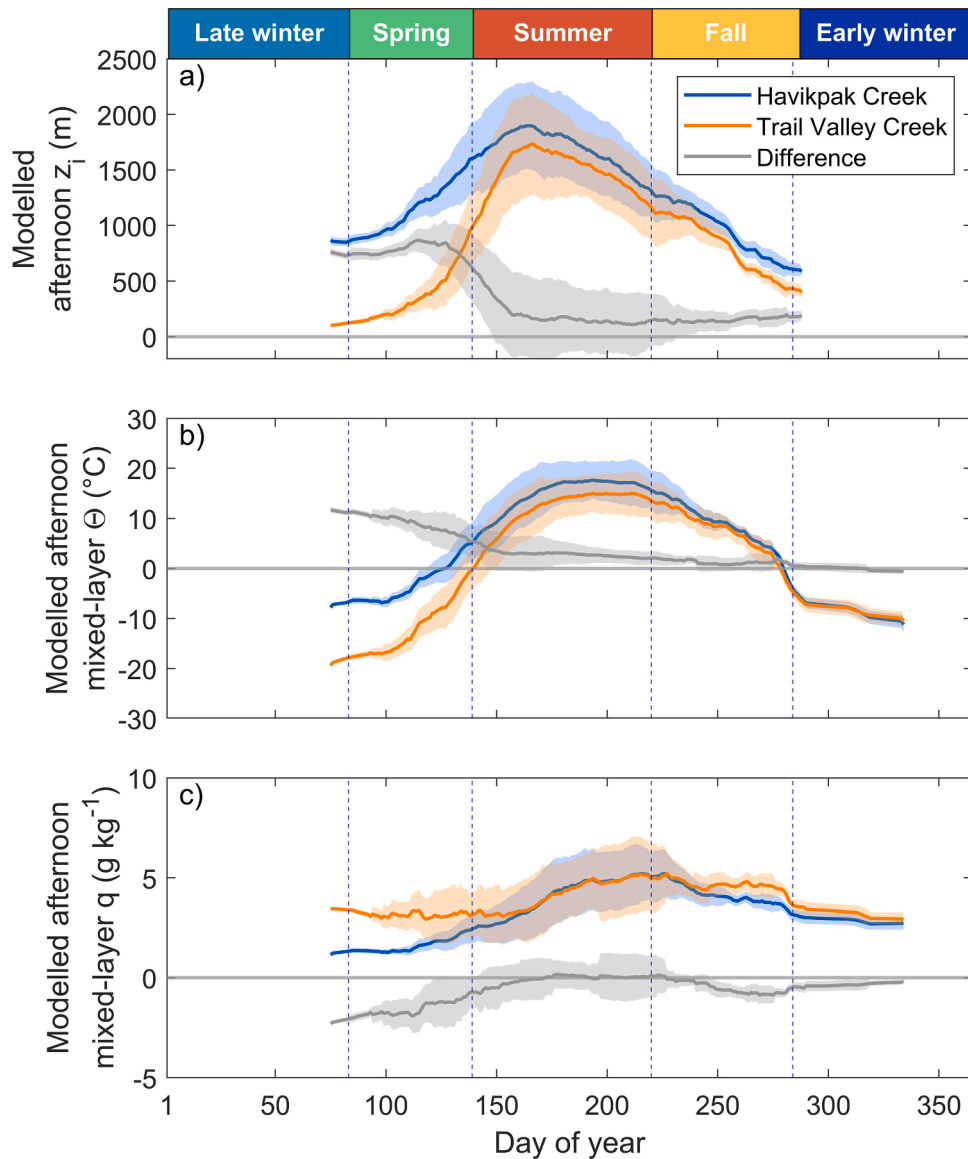 Late winter Spring Summer Fall Early winter
a)
Havikpak Creek
Trail Valley Creek
Difference
Modelled
afternoon z_i (m)
2500
2000
1500
1000
500
0
b)
Modelled afternoon
mixed-layer Θ (°C)
30
20
10
0
-10
-20
-30
c)
Modelled afternoon
mixed-layer q (g kg⁻¹)
10
5
0
-5
1 50 100 150 200 250 300 350
Day of year